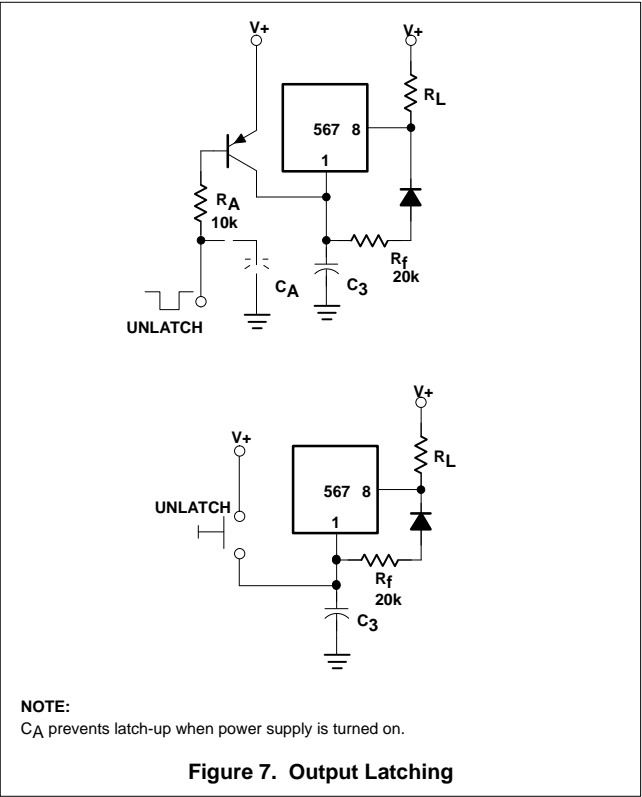 V+
V+
RL
567 8
1
RA
10k
Rf
20k
CA
C3
UNLATCH
V+
V+
RL
567 8
UNLATCH
1
Rf
20k
C3
NOTE:
CA prevents latch-up when power supply is turned on.
Figure 7. Output Latching